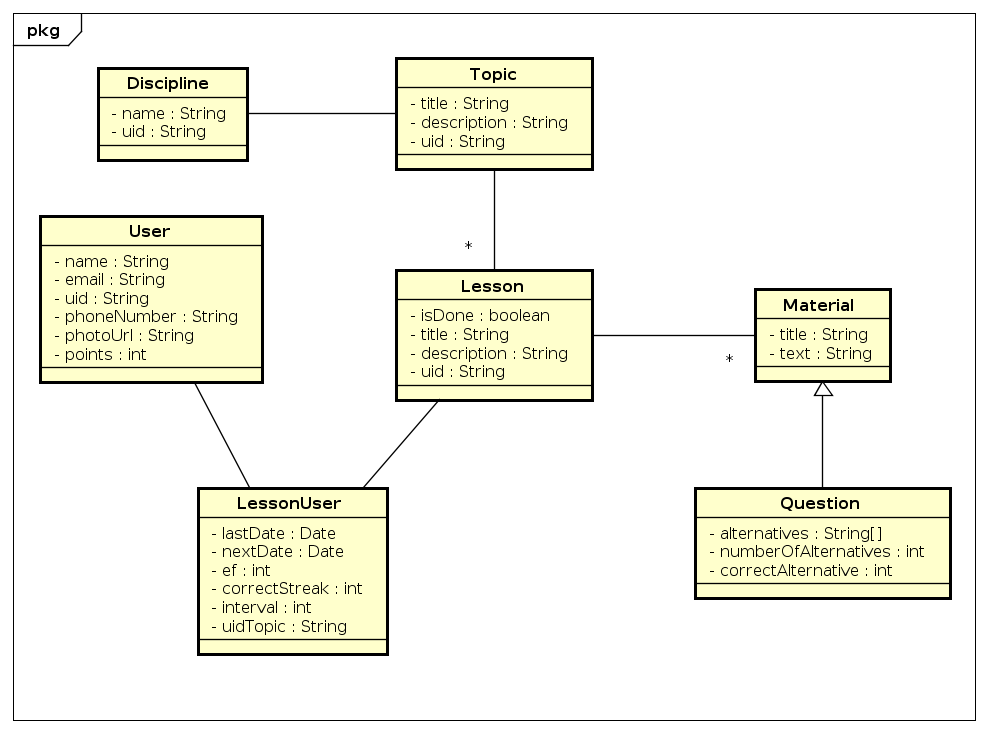 pkg
Discipline
- name : String
- uid : String
Topic
- title : String
- description : String
- uid : String
User
- name : String
- email : String
- uid : String
- phoneNumber : String
- photoUrl : String
- points : int
*
Lesson
- isDone : boolean
- title : String
- description : String
- uid : String
*
Material
- title : String
- text : String
LessonUser
- lastDate : Date
- nextDate : Date
- ef : int
- correctStreak : int
- interval : int
- uidTopic : String
Question
- alternatives : String[]
- numberOfAlternatives : int
- correctAlternative : int